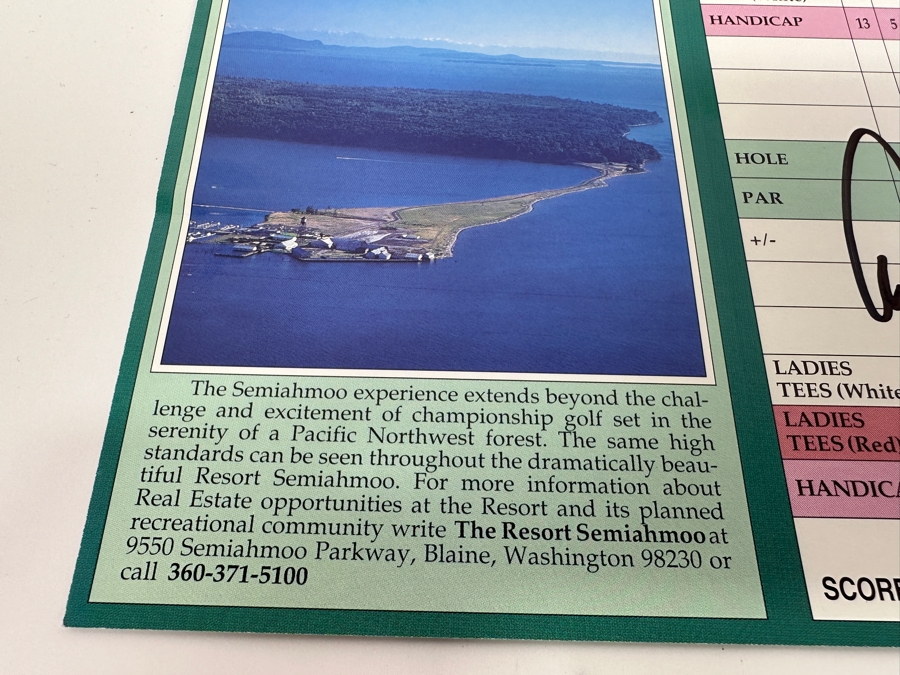 HANDICAP 13 5
HOLE
PAR
+/-
LADIES
TEES (White
LADIES
TEES (Red)
HANDICA
SCOR
The Semiahmoo experience extends beyond the chal-
lenge and excitement of championship golf set in the
serenity of a Pacific Northwest forest. The same high
standards can be seen throughout the dramatically beau-
tiful Resort Semiahmoo. For more information about
Real Estate opportunities at the Resort and its planned
recreational community write The Resort Semiahmoo at
9550 Semiahmoo Parkway, Blaine, Washington 98230 or
call 360-371-5100